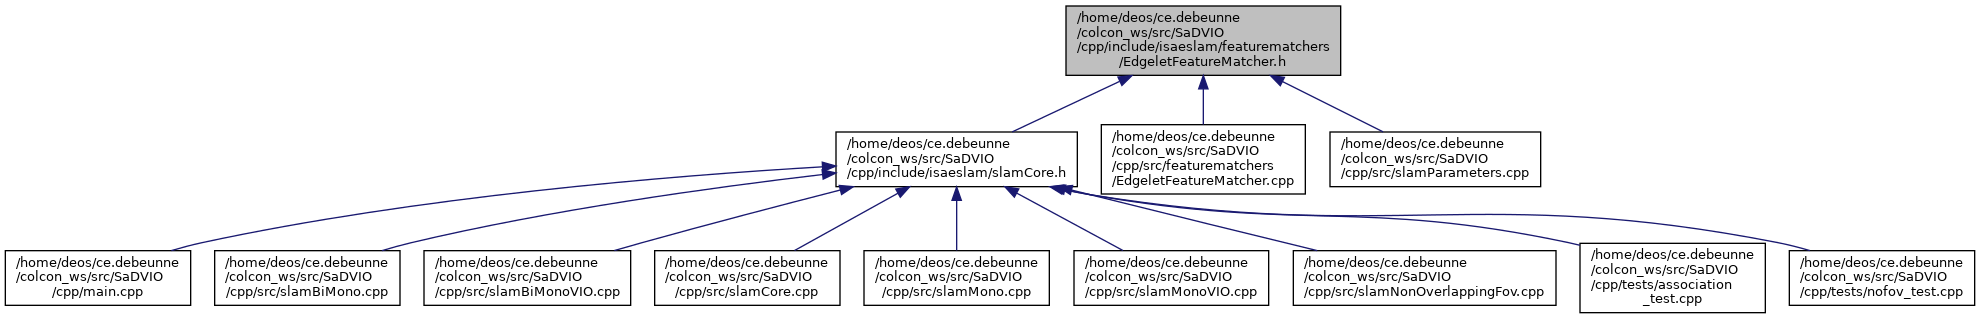 /home/deos/ce.debeunne
/colcon_ws/src/SaDVIO
/cpp/include/isaeslam/featurematchers
/EdgeletFeatureMatcher.h
/home/deos/ce.debeunne
/colcon_ws/src/SaDVIO
/cpp/include/isaeslam/slamCore.h
/home/deos/ce.debeunne
/colcon_ws/src/SaDVIO
/cpp/src/featurematchers
/EdgeletFeatureMatcher.cpp
/home/deos/ce.debeunne
/colcon_ws/src/SaDVIO
/cpp/src/slamParameters.cpp
/home/deos/ce.debeunne
/colcon_ws/src/SaDVIO
/cpp/main.cpp
/home/deos/ce.debeunne
/colcon_ws/src/SaDVIO
/cpp/src/slamBiMono.cpp
/home/deos/ce.debeunne
/colcon_ws/src/SaDVIO
/cpp/src/slamBiMonoVIO.cpp
/home/deos/ce.debeunne
/colcon_ws/src/SaDVIO
/cpp/src/slamCore.cpp
/home/deos/ce.debeunne
/colcon_ws/src/SaDVIO
/cpp/src/slamMono.cpp
/home/deos/ce.debeunne
/colcon_ws/src/SaDVIO
/cpp/src/slamMonoVIO.cpp
/home/deos/ce.debeunne
/colcon_ws/src/SaDVIO
/cpp/src/slamNonOverlappingFov.cpp
/home/deos/ce.debeunne
/colcon_ws/src/SaDVIO
/cpp/tests/association
_test.cpp
/home/deos/ce.debeunne
/colcon_ws/src/SaDVIO
/cpp/tests/nofov_test.cpp